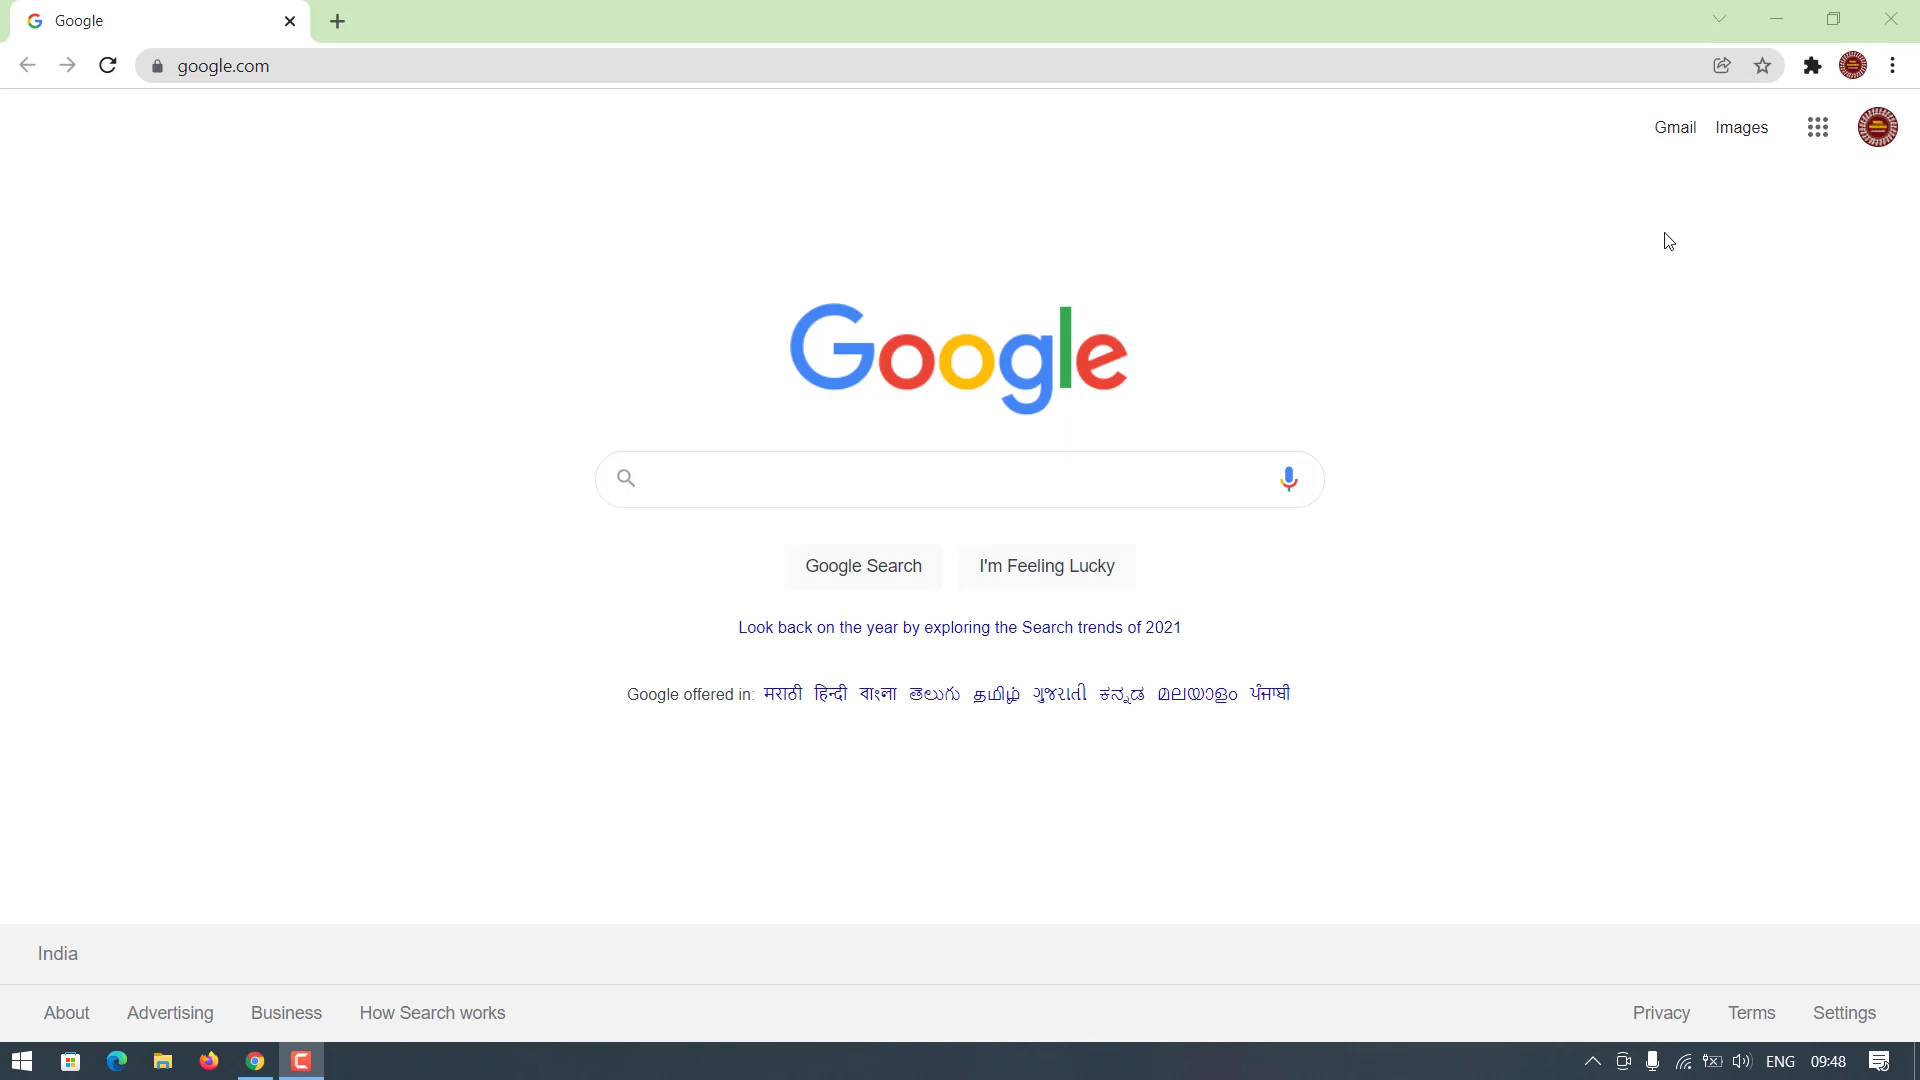 Google
google.com
Gmail Images
Google
Google Search I'm Feeling Lucky
Look back on the year by exploring the Search trends of 2021
Google offered in: मराठी हिन्दी বাংলা తెలుగు தமிழ் ગુજરાતી ಕನ್ನಡ മലയാളം ਪੰਜਾਬੀ
India
About Advertising Business How Search works Privacy Terms Settings
ENG 09:48